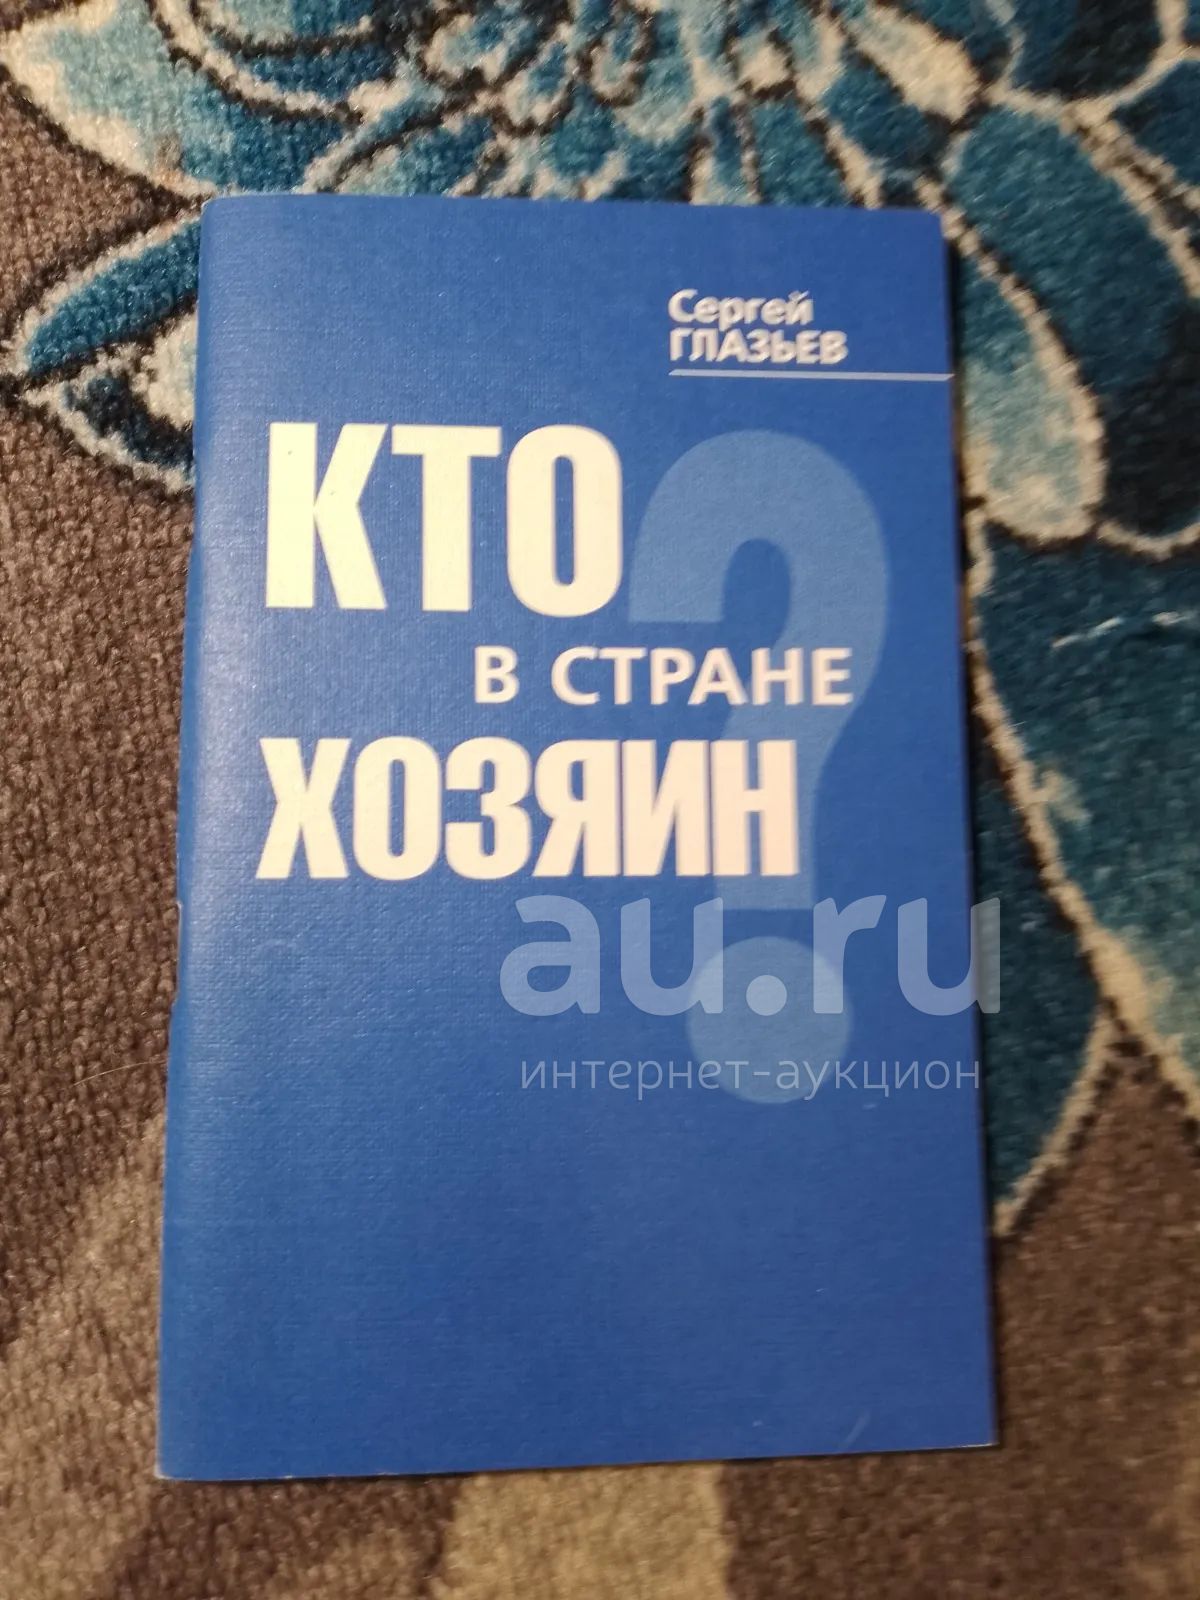 Сергей
ГЛАЗЬЕВ
КТО
В СТРАНЕ
ХОЗЯИН
?
au.ru
интернет-аукцион